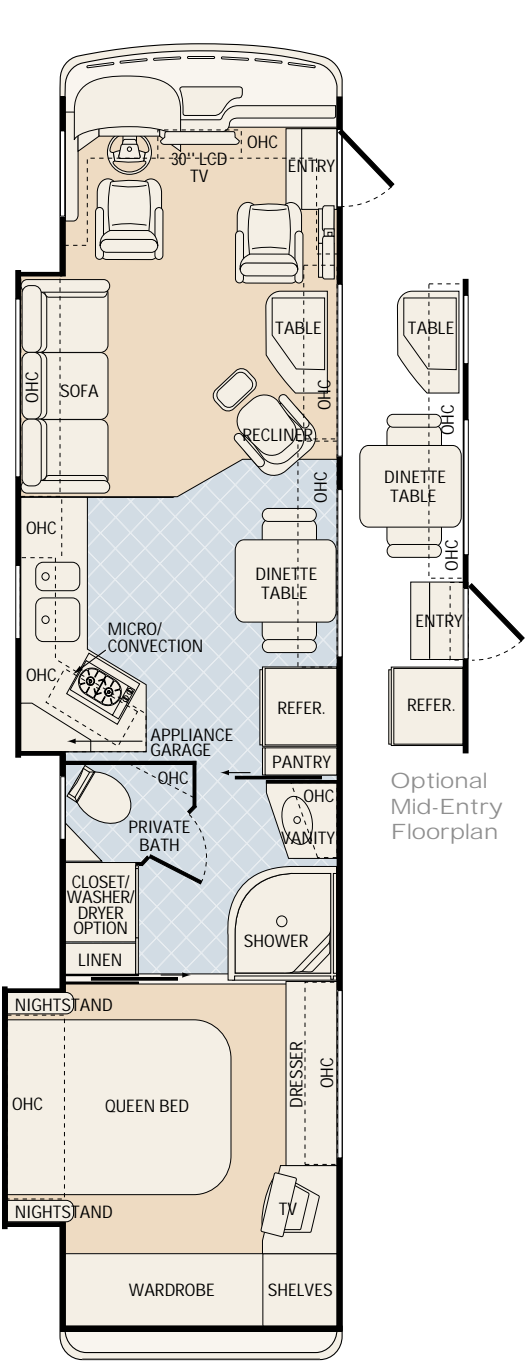 30" LCD
TV
OHC
ENTRY
TABLE
OHC
SOFA
OHC
RECLINER
OHC
OHC
DINETTE
TABLE
MICRO/
CONVECTION
OHC
REFER.
APPLIANCE
GARAGE
PANTRY
OHC
OHC
PRIVATE
BATH
VANITY
CLOSET/
WASHER/
DRYER
OPTION
LINEN
SHOWER
NIGHTSTAND
OHC
QUEEN BED
DRESSER
OHC
NIGHTSTAND
TV
WARDROBE
SHELVES
TABLE
OHC
DINETTE
TABLE
OHC
ENTRY
REFER.
Optional
Mid-Entry
Floorplan